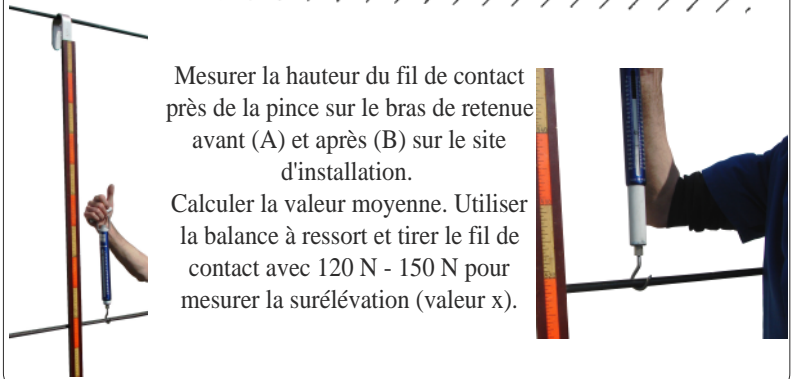 Mesurer la hauteur du fil de contact
près de la pince sur le bras de retenue
avant (A) et après (B) sur le site
d'installation.
Calculer la valeur moyenne. Utiliser
la balance à ressort et tirer le fil de
contact avec 120 N - 150 N pour
mesurer la surélévation (valeur x).